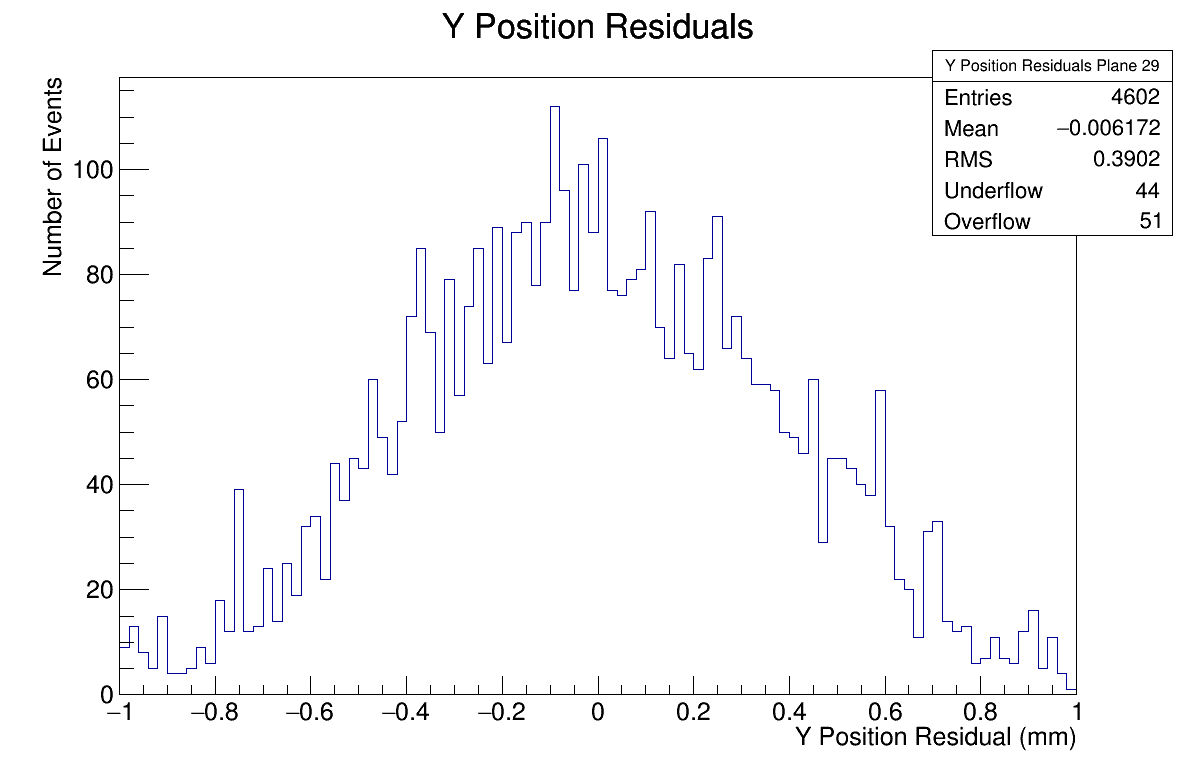 Y Position Residuals
Y Position Residuals Plane 29
Entries 4602
Mean −0.006172
RMS 0.3902
Underflow 44
Overflow 51
Number of Events
100
80
60
40
20
0
−1 −0.8 −0.6 −0.4 −0.2 0 0.2 0.4 0.6 0.8 1
Y Position Residual (mm)